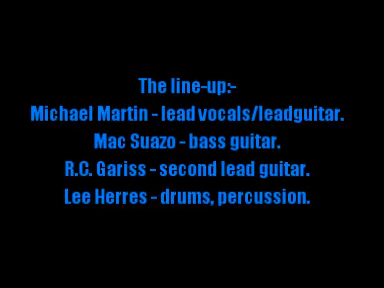 The line-up:-
Michael Martin - lead vocals/leadguitar.
Mac Suazo - bass guitar.
R.C. Gariss - second lead guitar.
Lee Herres - drums, percussion.